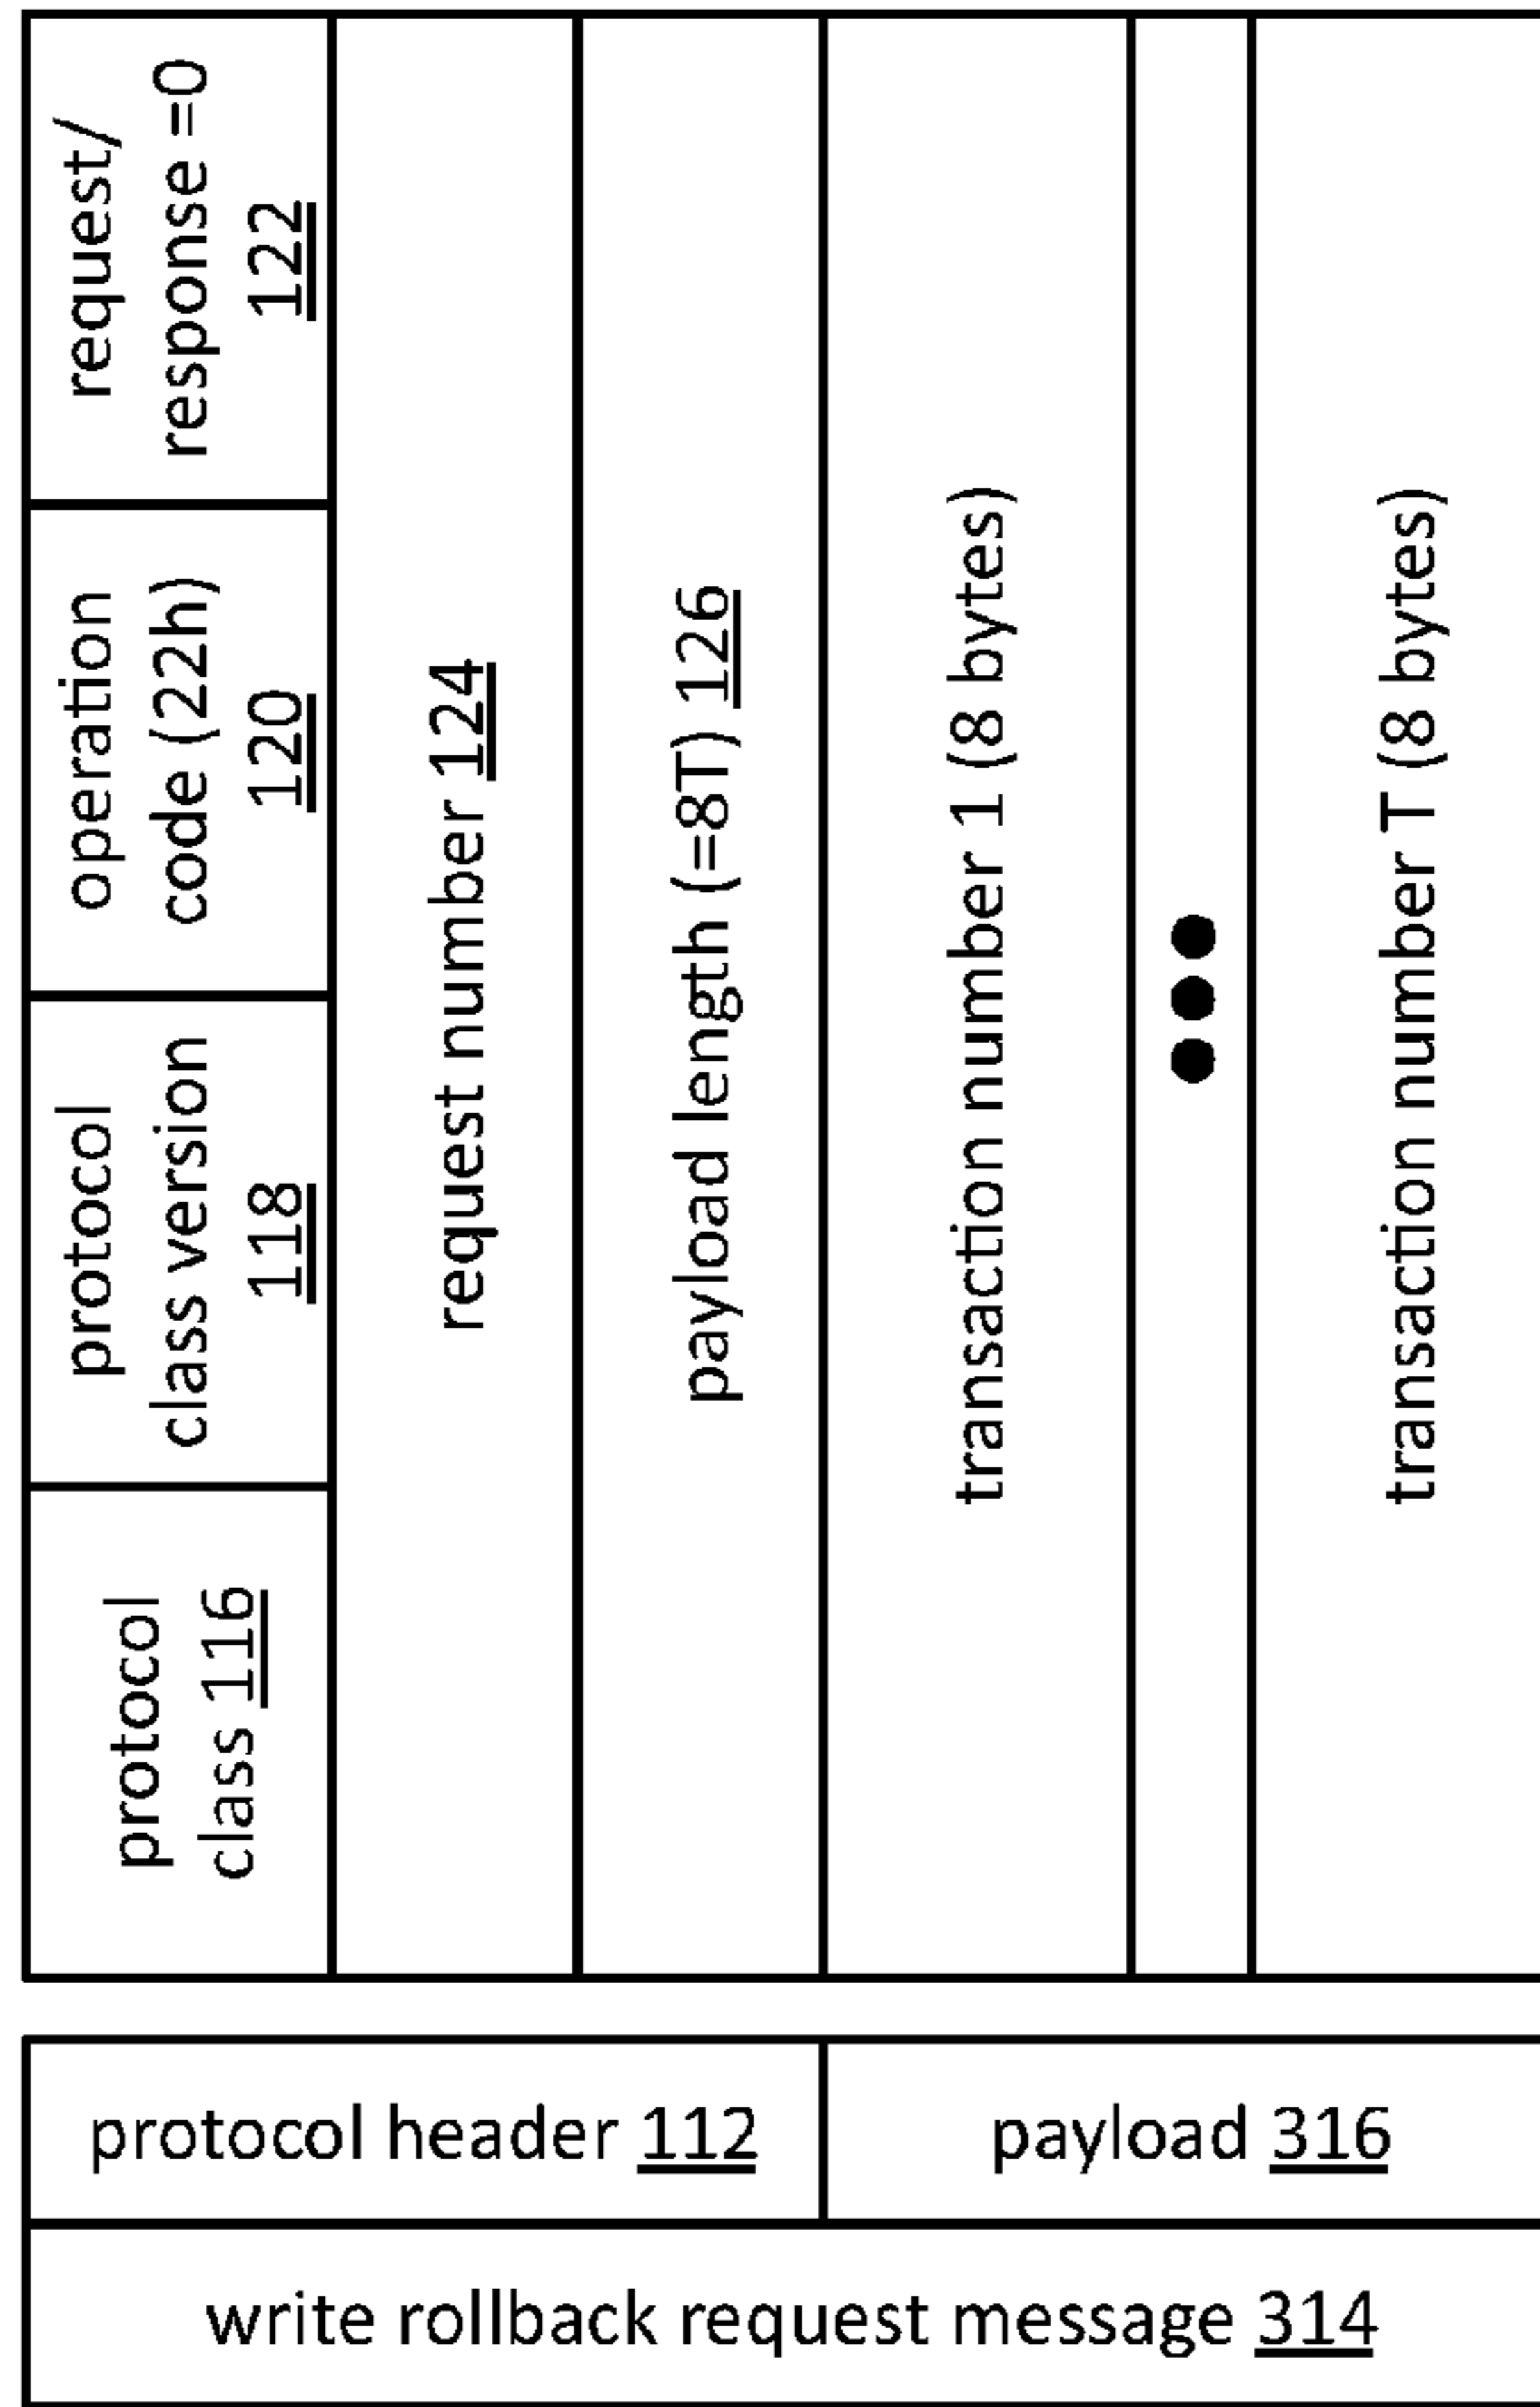 protocol
class 116
protocol
class version
118
operation
code (22h)
120
request/
response =0
122
request number 124
payload length (=8T) 126
transaction number 1 (8 bytes)
transaction number T (8 bytes)
protocol header 112
payload 316
write rollback request message 314